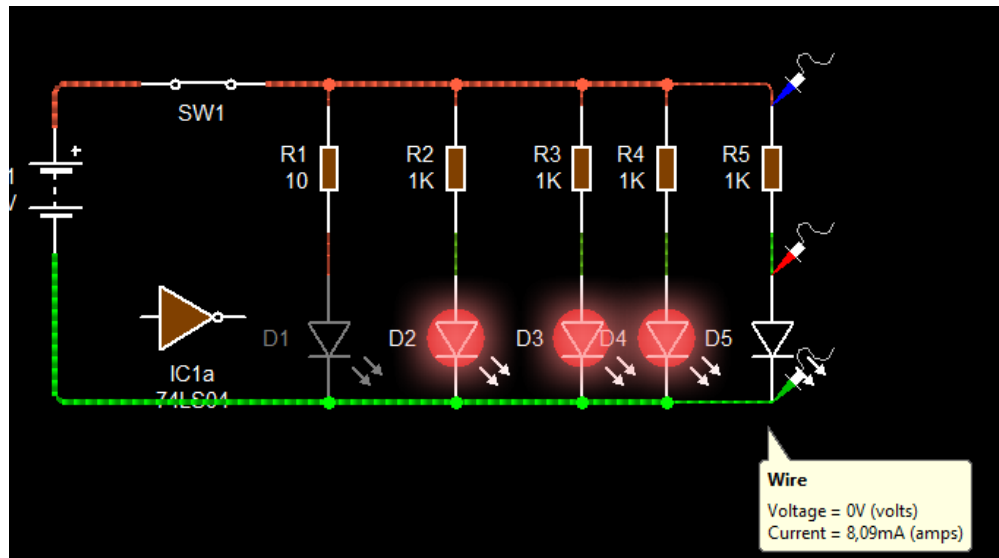 SW1
+
R1
10
R2
1K
R3
1K
R4
1K
R5
1K
D1
D2
D3
D4
D5
IC1a
74LS04
Wire
Voltage = 0V (volts)
Current = 8,09mA (amps)